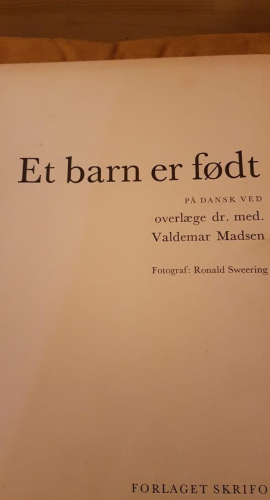 Et barn er født
PÅ DANSK VED
overlæge dr. med.
Valdemar Madsen
Fotograf: Ronald Sweering
FORLAGET SKRIFO